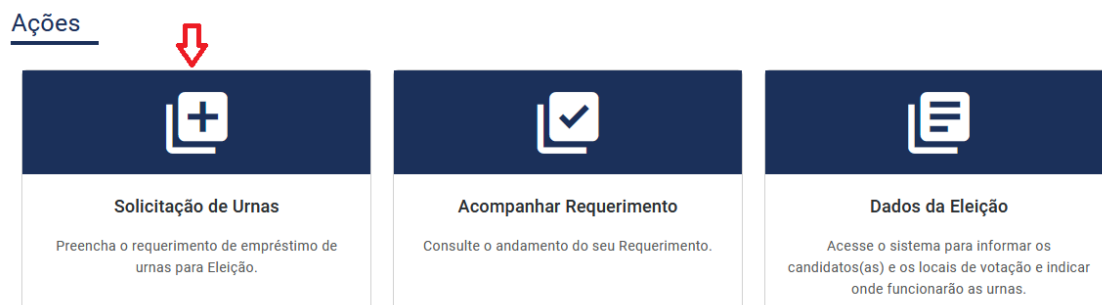 Ações
Solicitação de Urnas
Preencha o requerimento de empréstimo de
urnas para Eleição.
Acompanhar Requerimento
Consulte o andamento do seu Requerimento.
Dados da Eleição
Acesse o sistema para informar os
candidatos(as) e os locais de votação e indicar
onde funcionarão as urnas.